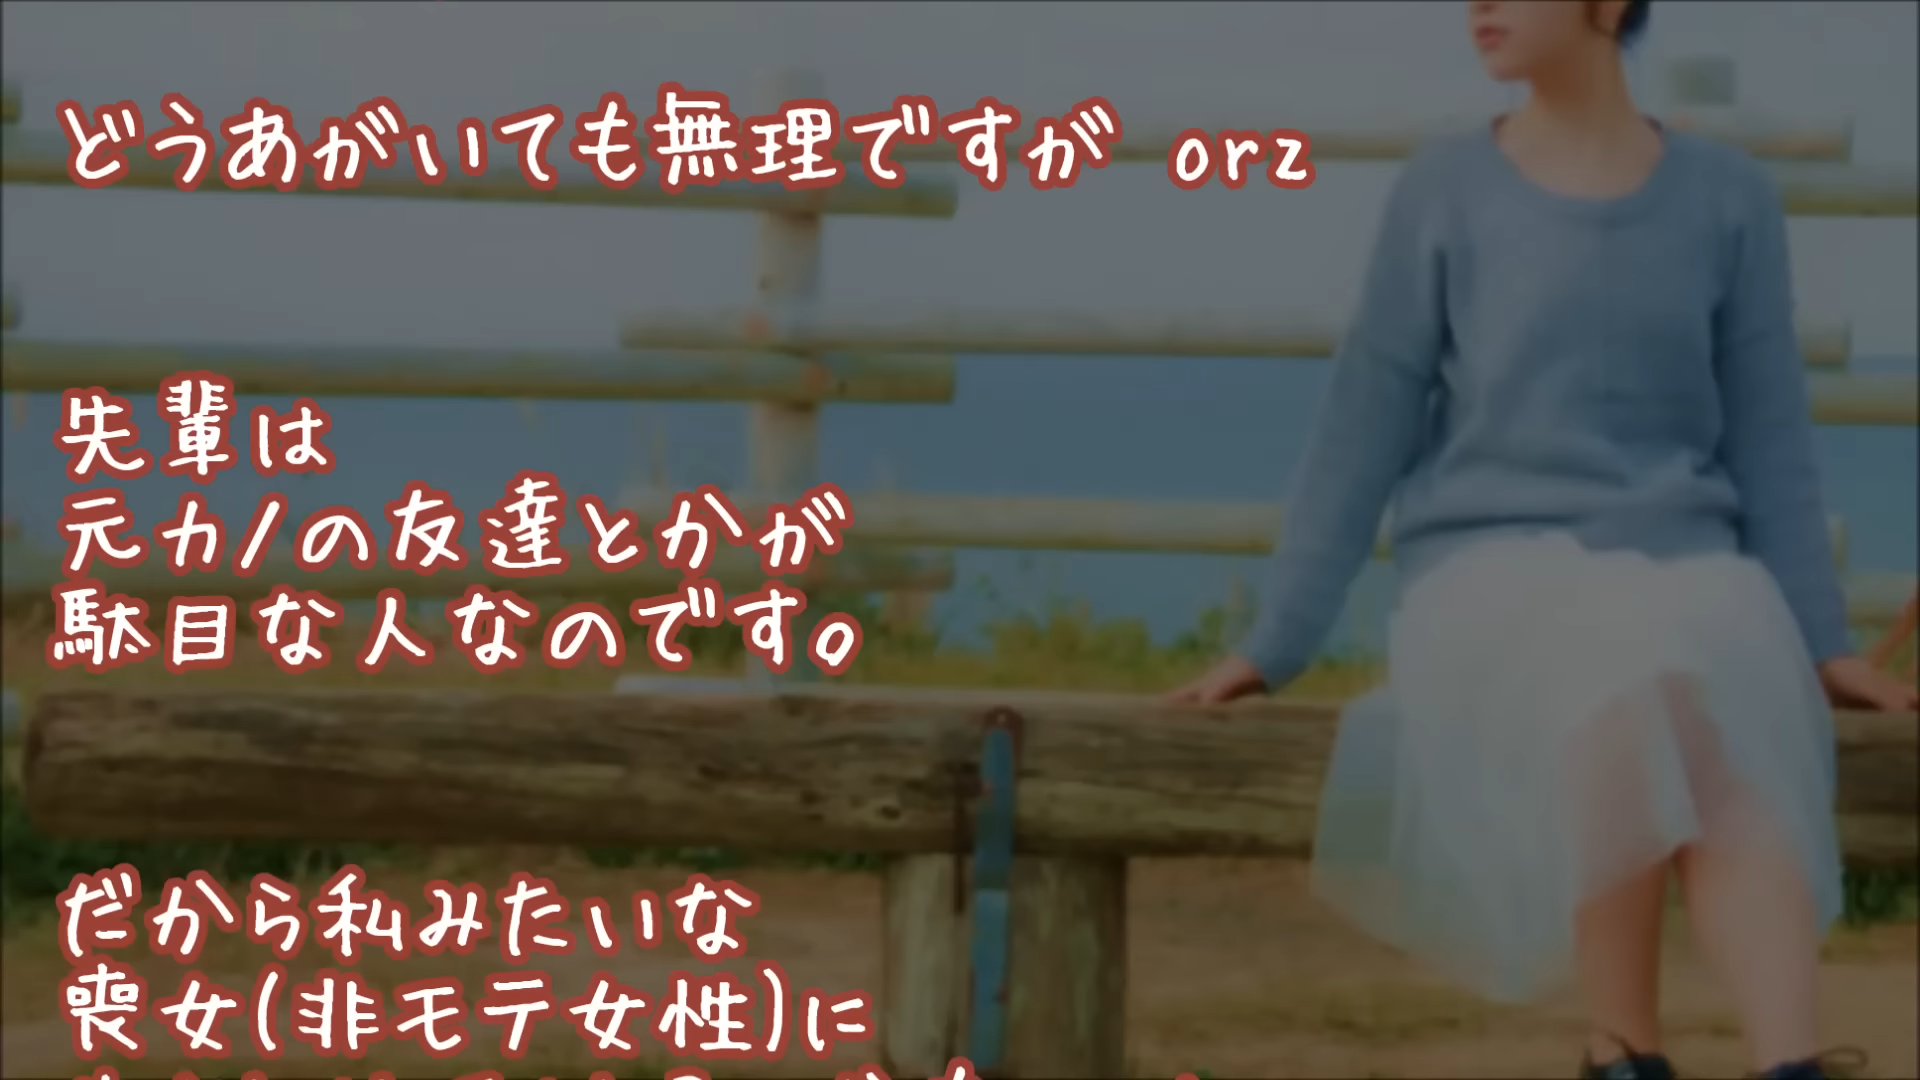 どうあがいても無理ですが orz
先輩は
元カノの友達とかが
駄目な人なのです。
だから私みたいな
喪女(非モテ女性)に